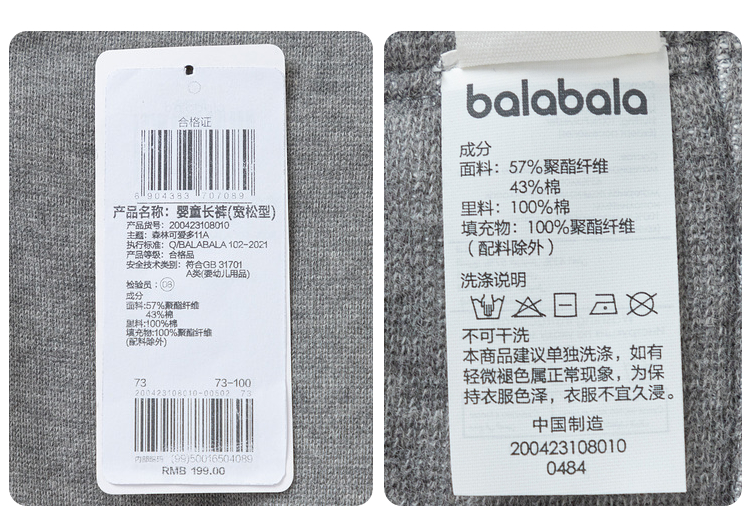 合格证
6 904383 707089
产品名称：婴童长裤(宽松型)
产品货号：200423108010
主题：森林可爱多11A
执行标准：Q/BALABALA 102-2021
产品等级：合格品
安全技术类别：符合GB 31701
A类(婴幼儿用品)
检验员：08
成分
面料:57%聚酯纤维
43%棉
里料:100%棉
填充物:100%聚酯纤维
(配料除外)
73 73-100
200423108010-00502 73
(99)50016504089
RMB 199.00
balabala
成分
面料：57%聚酯纤维
43%棉
里料：100%棉
填充物：100%聚酯纤维
（配料除外）
洗涤说明
不可干洗
本商品建议单独洗涤，如有
轻微褪色属正常现象，为保
持衣服色泽，衣服不宜久浸。
中国制造
200423108010
0484